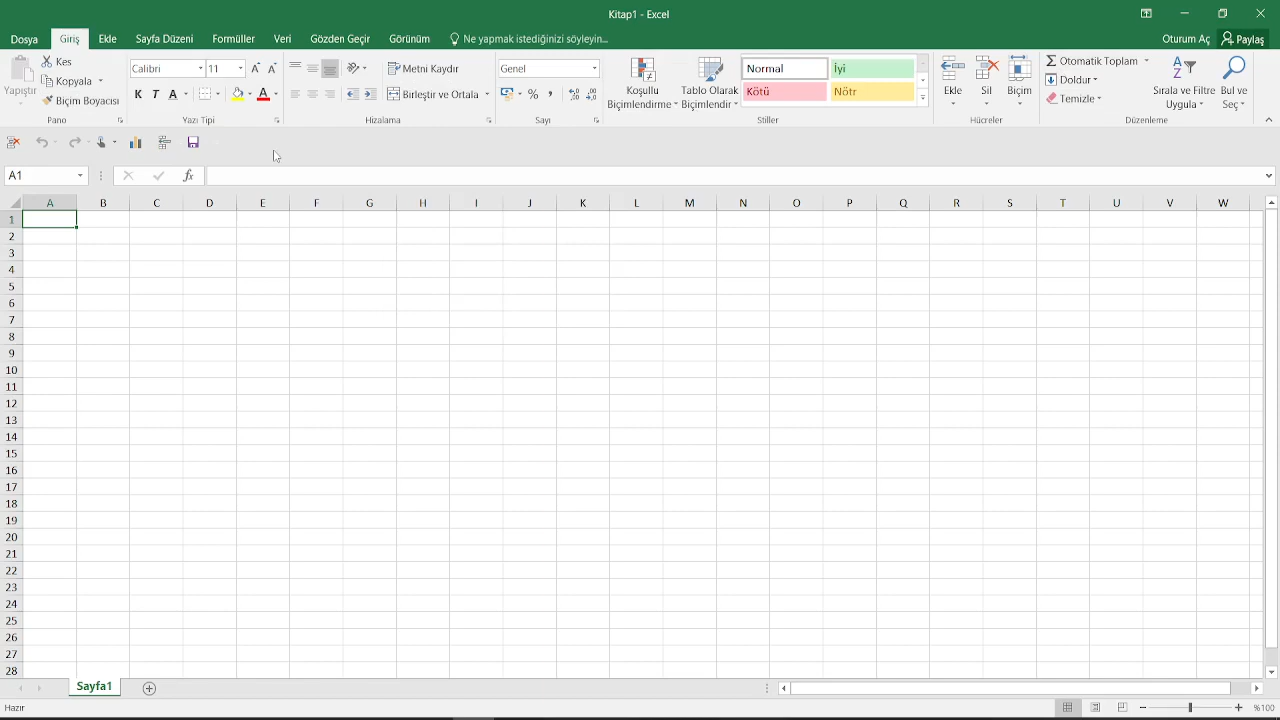 Kitap1 - Excel
Dosya Giriş Ekle Sayfa Düzeni Formüller Veri Gözden Geçir Görünüm Ne yapmak istediğinizi söyleyin... Oturum Aç Paylaş
Yapıştır
Kes
Kopyala
Biçim Boyacısı
Pano
Calibri 11
K T A A
Yazı Tipi
Metni Kaydır
Birleştir ve Ortala
Hizalama
Genel
%
Sayı
Koşullu Biçimlendirme
Tablo Olarak Biçimlendir
Normal İyi
Kötü Nötr
Stiller
Ekle Sil Biçim
Hücreler
Otomatik Toplam
Doldur
Temizle
Sırala ve Filtre Uygula
Bul ve Seç
Düzenleme
A1 fx
A B C D E F G H I J K L M N O P Q R S T U V W
1
2
3
4
5
6
7
8
9
10
11
12
13
14
15
16
17
18
19
20
21
22
23
24
25
26
27
28
Sayfa1
Hazır %100